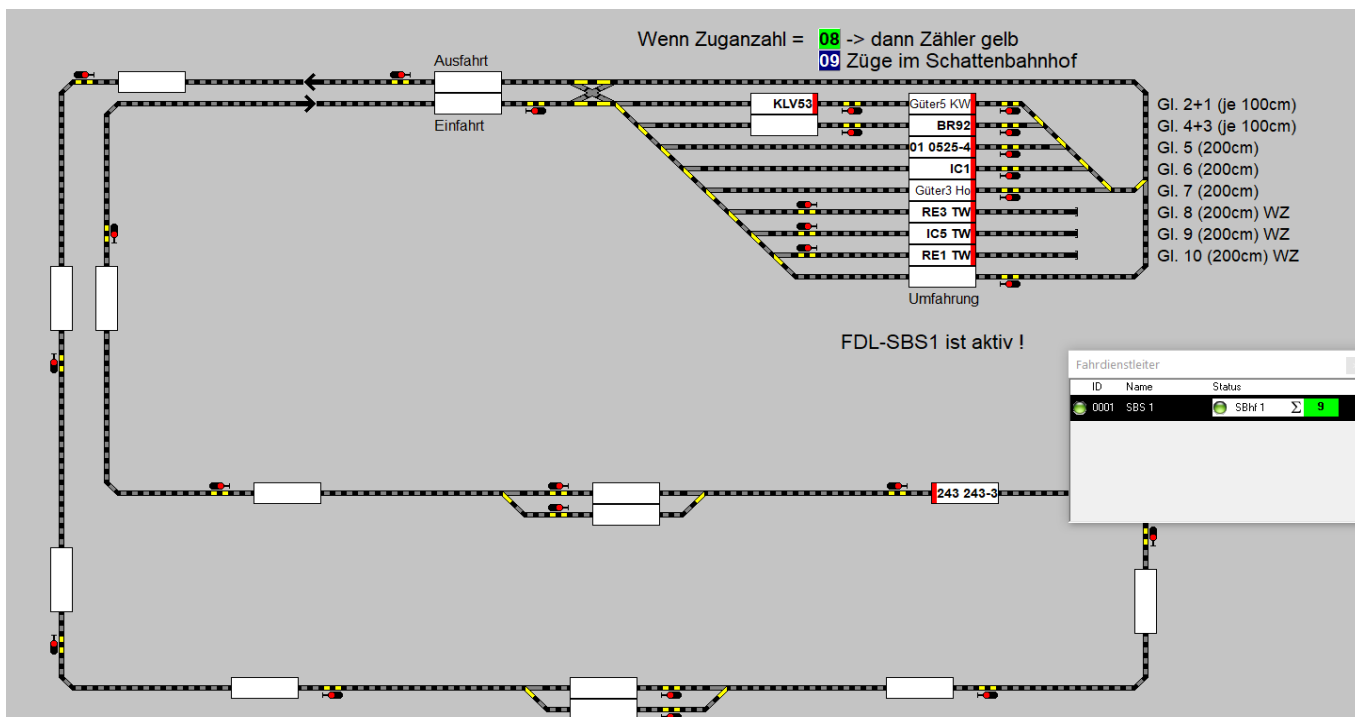 Wenn Zuganzahl = 08 -> dann Zähler gelb
09 Züge im Schattenbahnhof
Ausfahrt
Einfahrt
KLV53 Güter5 KW Gl. 2+1 (je 100cm)
BR92 Gl. 4+3 (je 100cm)
01 0525-4 Gl. 5 (200cm)
IC1 Gl. 6 (200cm)
Güter3 Ho Gl. 7 (200cm)
RE3 TW Gl. 8 (200cm) WZ
IC5 TW Gl. 9 (200cm) WZ
RE1 TW Gl. 10 (200cm) WZ
Umfahrung
FDL-SBS1 ist aktiv !
Fahrdienstleiter
ID Name Status
0001 SBS 1 SBhf 1 Σ 9
243 243-3